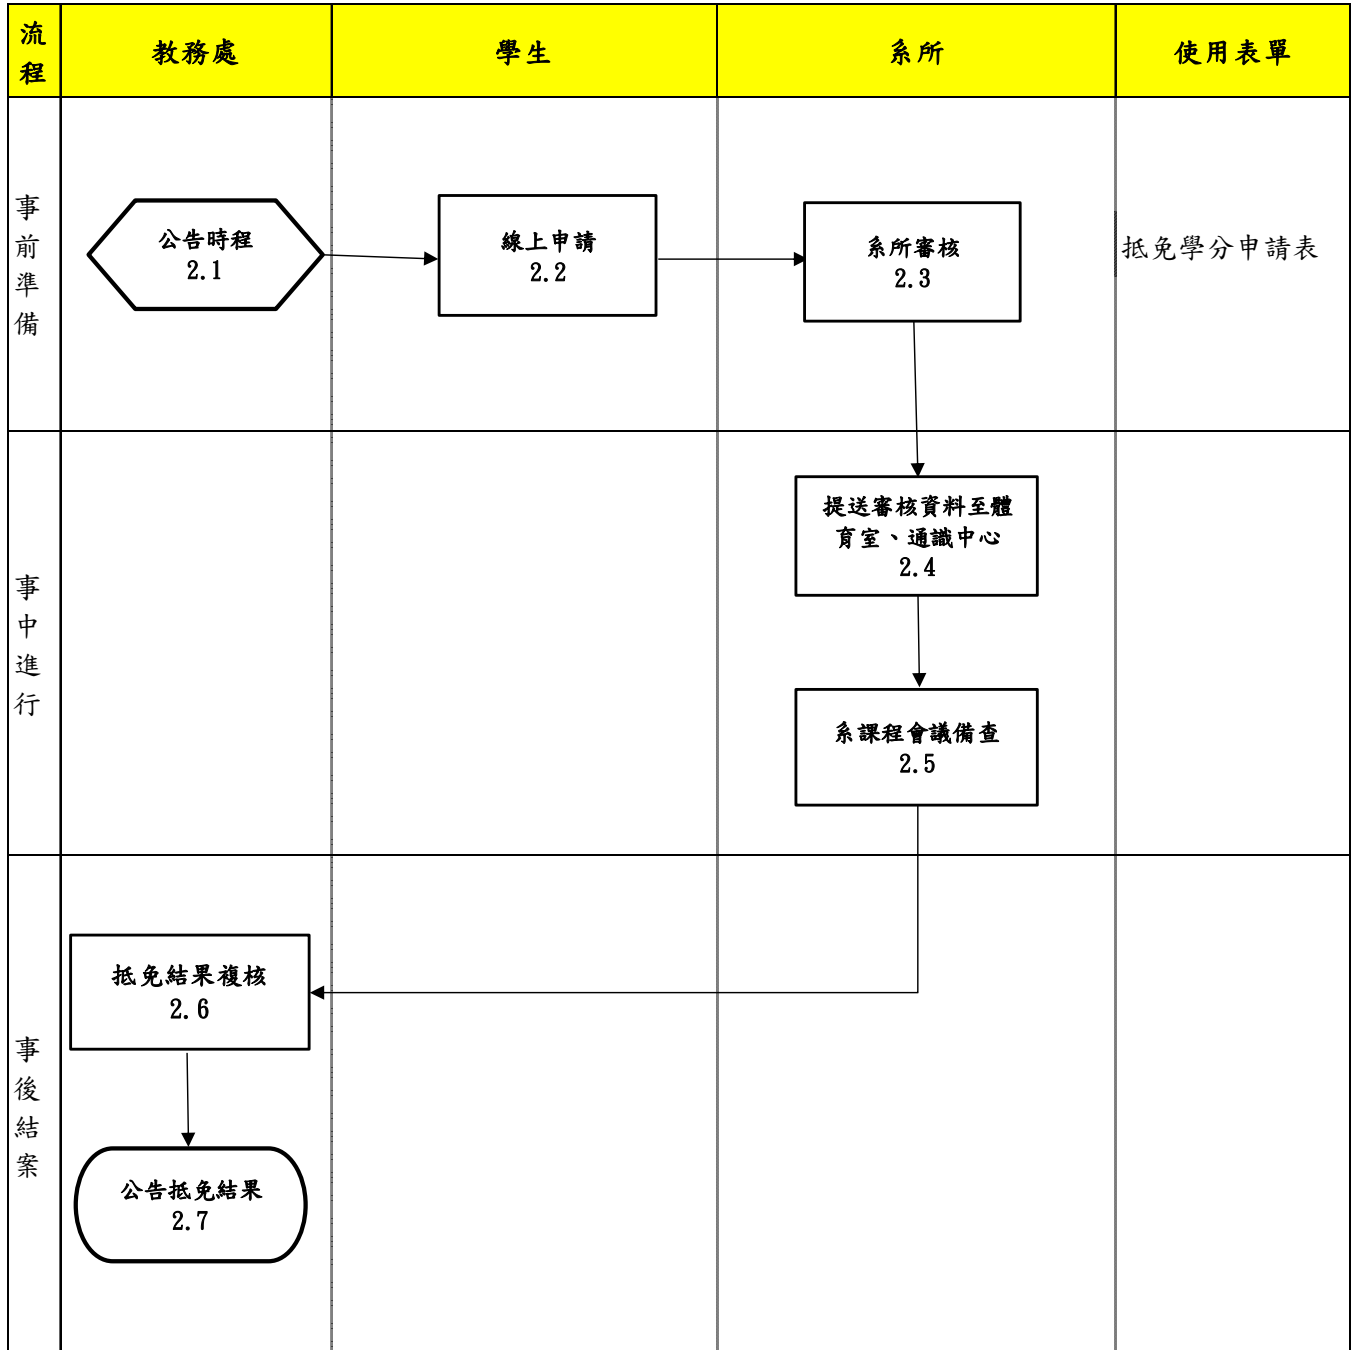 流
程
教務處
學生
系所
使用表單
事
前
準
備
公告時程
2.1
線上申請
2.2
系所審核
2.3
抵免學分申請表
事
中
進
行
提送審核資料至體
育室、通識中心
2.4
系課程會議備查
2.5
事
後
結
案
抵免結果複核
2.6
公告抵免結果
2.7